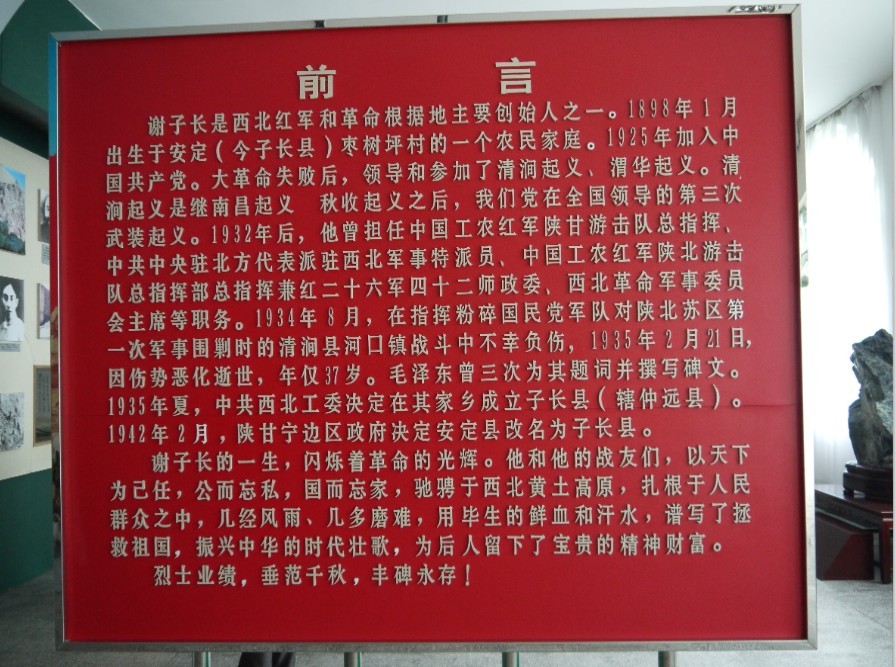 前 言
谢子长是西北红军和革命根据地主要创始人之一。1898年1月
出生于安定（今子长县）枣树坪村的一个农民家庭。1925年加入中
国共产党。大革命失败后，领导和参加了清涧起义、渭华起义。清
涧起义是继南昌起义 秋收起义之后，我们党在全国领导的第三次
武装起义。1932年后，他曾担任中国工农红军陕甘游击队总指挥、
中共中央驻北方代表派驻西北军事特派员、中国工农红军陕北游击
队总指挥部总指挥兼红二十六军四十二师政委、西北革命军事委员
会主席等职务。1934年8月，在指挥粉碎国民党军队对陕北苏区第
一次军事围剿时的清涧县河口镇战斗中不幸负伤，1935年2月21日，
因伤势恶化逝世，年仅37岁。毛泽东曾三次为其题词并撰写碑文。
1935年夏，中共西北工委决定在其家乡成立子长县（辖仲远县）。
1942年2月，陕甘宁边区政府决定安定县改名为子长县。
谢子长的一生，闪烁着革命的光辉。他和他的战友们，以天下
为己任，公而忘私，国而忘家，驰骋于西北黄土高原，扎根于人民
群众之中，几经风雨、几多磨难，用毕生的鲜血和汗水，谱写了拯
救祖国，振兴中华的时代壮歌，为后人留下了宝贵的精神财富。
烈士业绩，垂范千秋，丰碑永存！